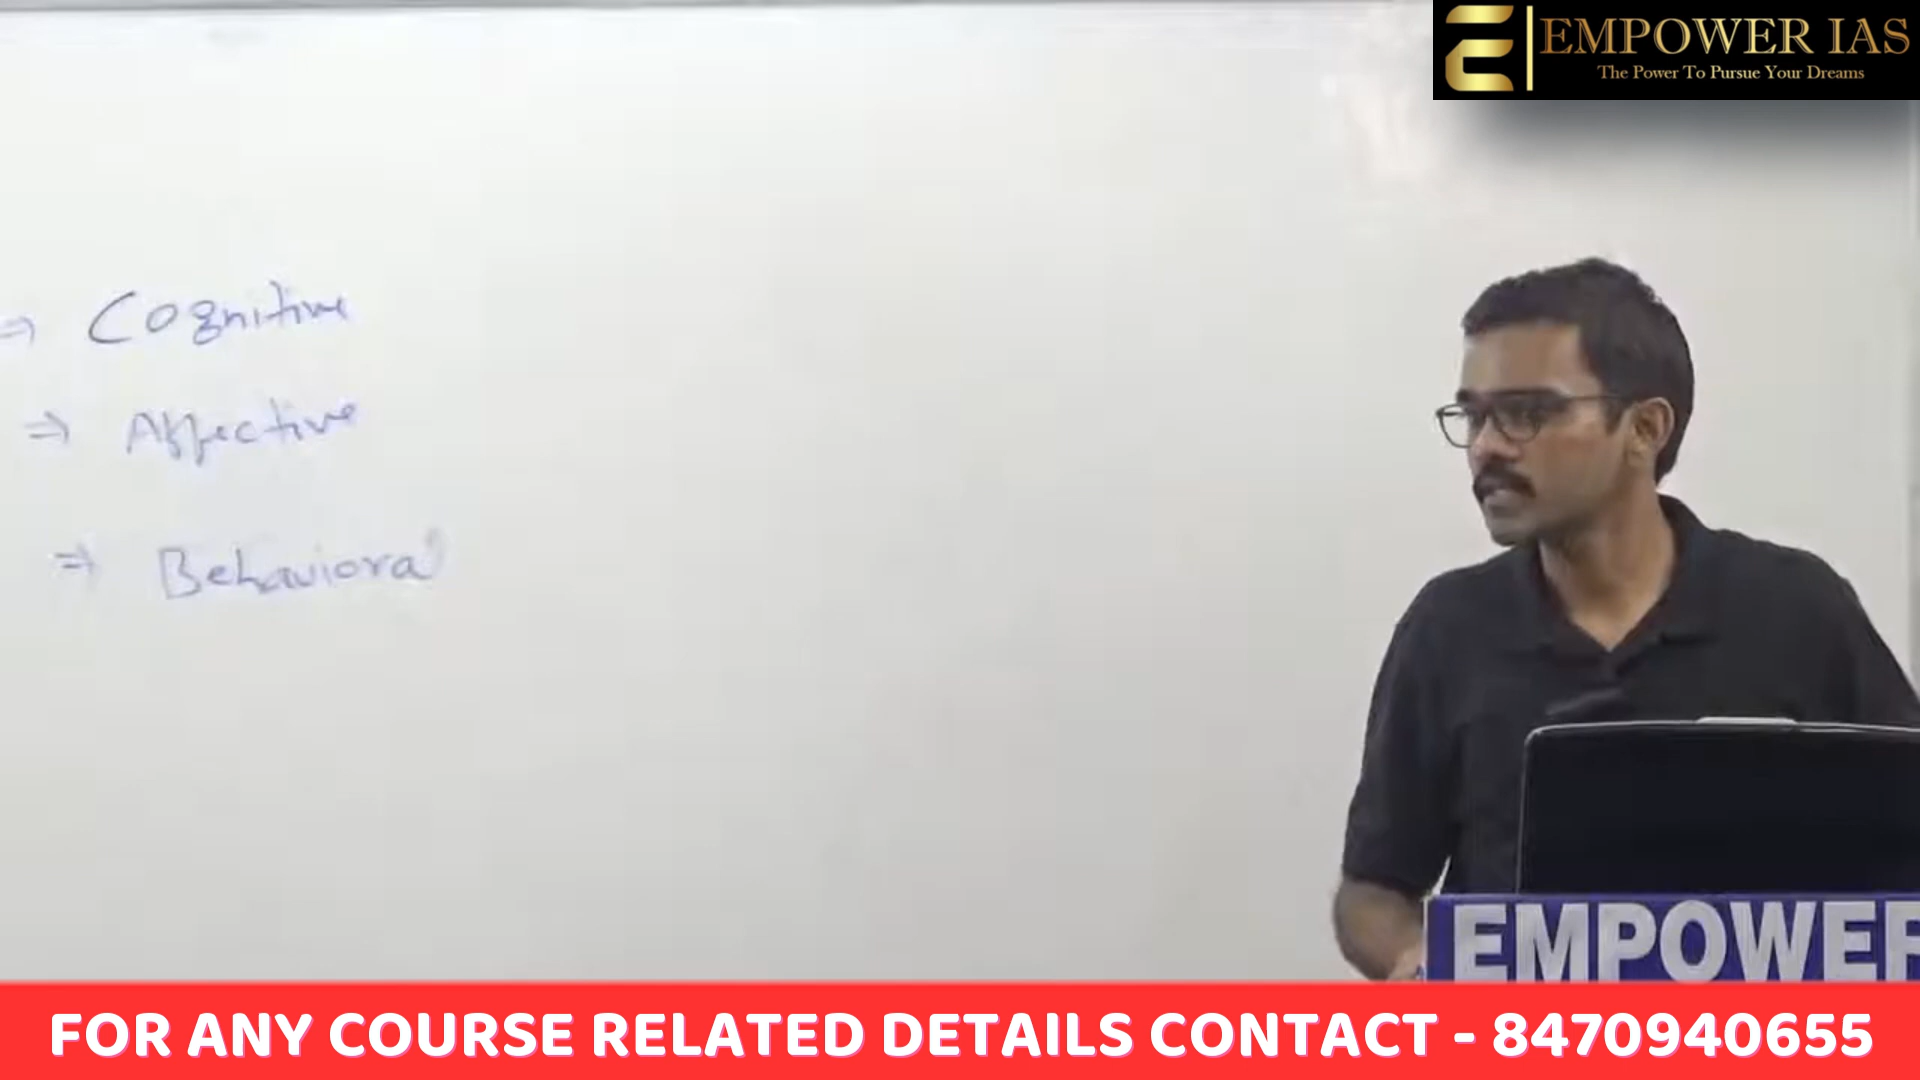 EMPOWER IAS
The Power To Pursue Your Dreams
⇒ Cognitive
⇒ Affective
⇒ Behavioral
EMPOWER
FOR ANY COURSE RELATED DETAILS CONTACT - 8470940655